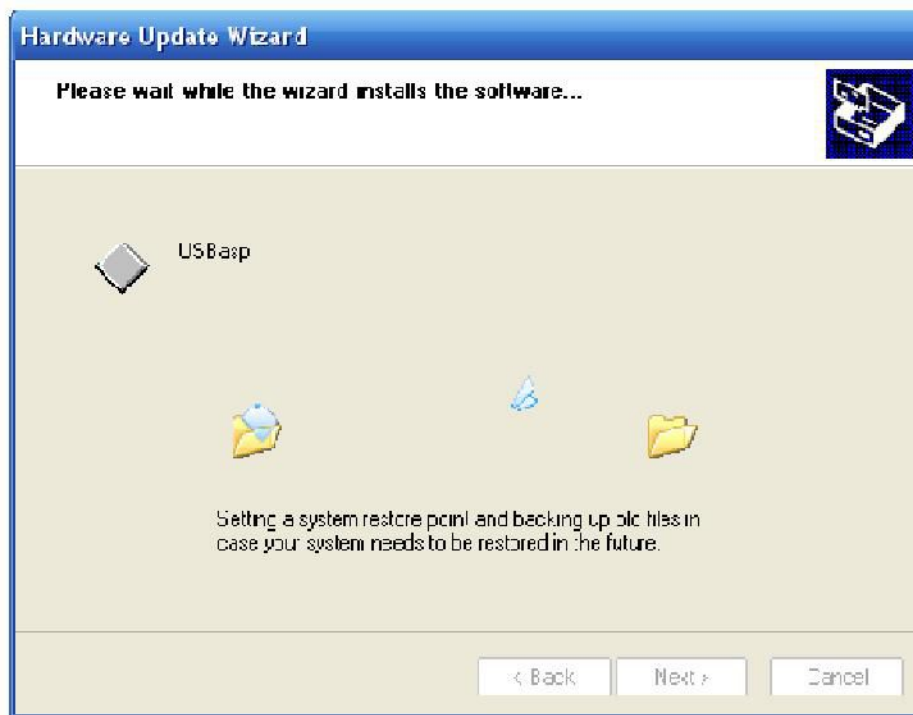 Hardware Update Wizard
Please wait while the wizard installs the software...
USBasp
Setting a system restore point and backing up old files in
case your system needs to be restored in the future.
< Back
Next >
Cancel